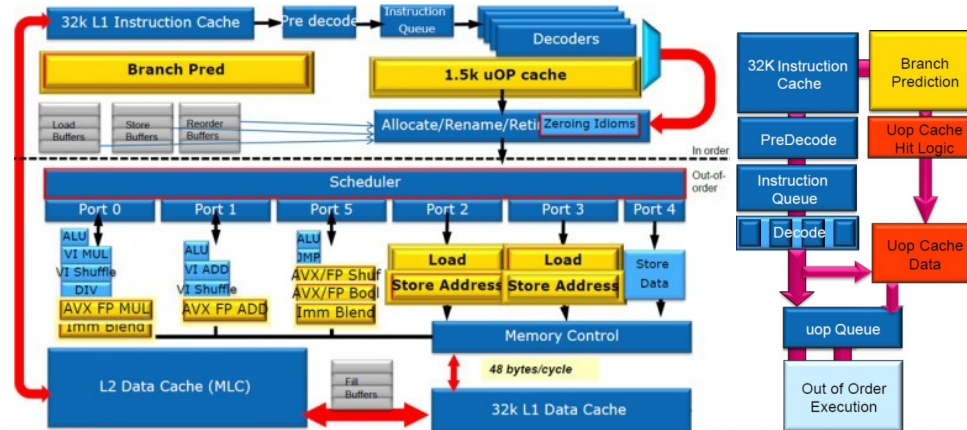 32k L1 Instruction Cache
Pre decode
Instruction
Queue
Decoders
Branch Pred
1.5k uOP cache
Load
Buffers
Store
Buffers
Reorder
Buffers
Allocate/Rename/Reti
Zeroing Idioms
In order
Out-of-
order
Scheduler
Port 0
Port 1
Port 5
Port 2
Port 3
Port 4
ALU
VI MUL
VI Shuffle
DIV
AVX FP MUL
Imm Blend
ALU
VI ADD
VI Shuffle
AVX FP ADD
ALU
JMP
AVX/FP Shuf
AVX/FP Bool
Imm Blend
Load
Store Address
Load
Store Address
Store
Data
Memory Control
48 bytes/cycle
L2 Data Cache (MLC)
Fill
Buffers
32k L1 Data Cache
32K Instruction
Cache
Branch
Prediction
PreDecode
Uop Cache
Hit Logic
Instruction
Queue
Decode
Uop Cache
Data
uop Queue
Out of Order
Execution